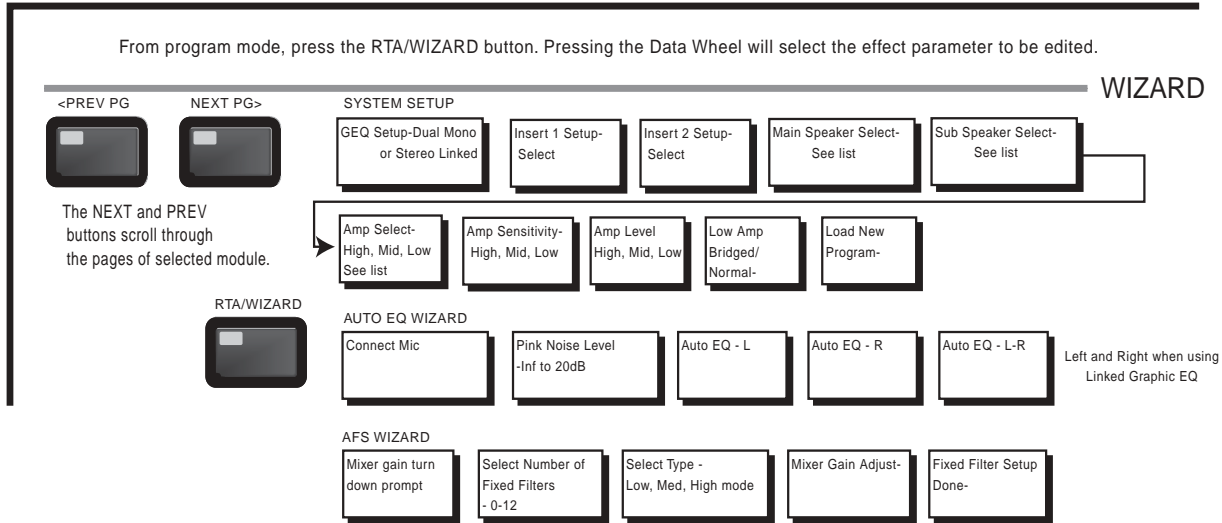 From program mode, press the RTA/WIZARD button. Pressing the Data Wheel will select the effect parameter to be edited.
WIZARD
<PREV PG
NEXT PG>
The NEXT and PREV
buttons scroll through
the pages of selected module.
RTA/WIZARD
SYSTEM SETUP
GEQ Setup-Dual Mono
or Stereo Linked
Insert 1 Setup-
Select
Insert 2 Setup-
Select
Main Speaker Select-
See list
Sub Speaker Select-
See list
Amp Select-
High, Mid, Low
See list
Amp Sensitivity-
High, Mid, Low
Amp Level
High, Mid, Low
Low Amp
Bridged/
Normal-
Load New
Program-
AUTO EQ WIZARD
Connect Mic
Pink Noise Level
-Inf to 20dB
Auto EQ - L
Auto EQ - R
Auto EQ - L-R
Left and Right when using
Linked Graphic EQ
AFS WIZARD
Mixer gain turn
down prompt
Select Number of
Fixed Filters
- 0-12
Select Type -
Low, Med, High mode
Mixer Gain Adjust-
Fixed Filter Setup
Done-